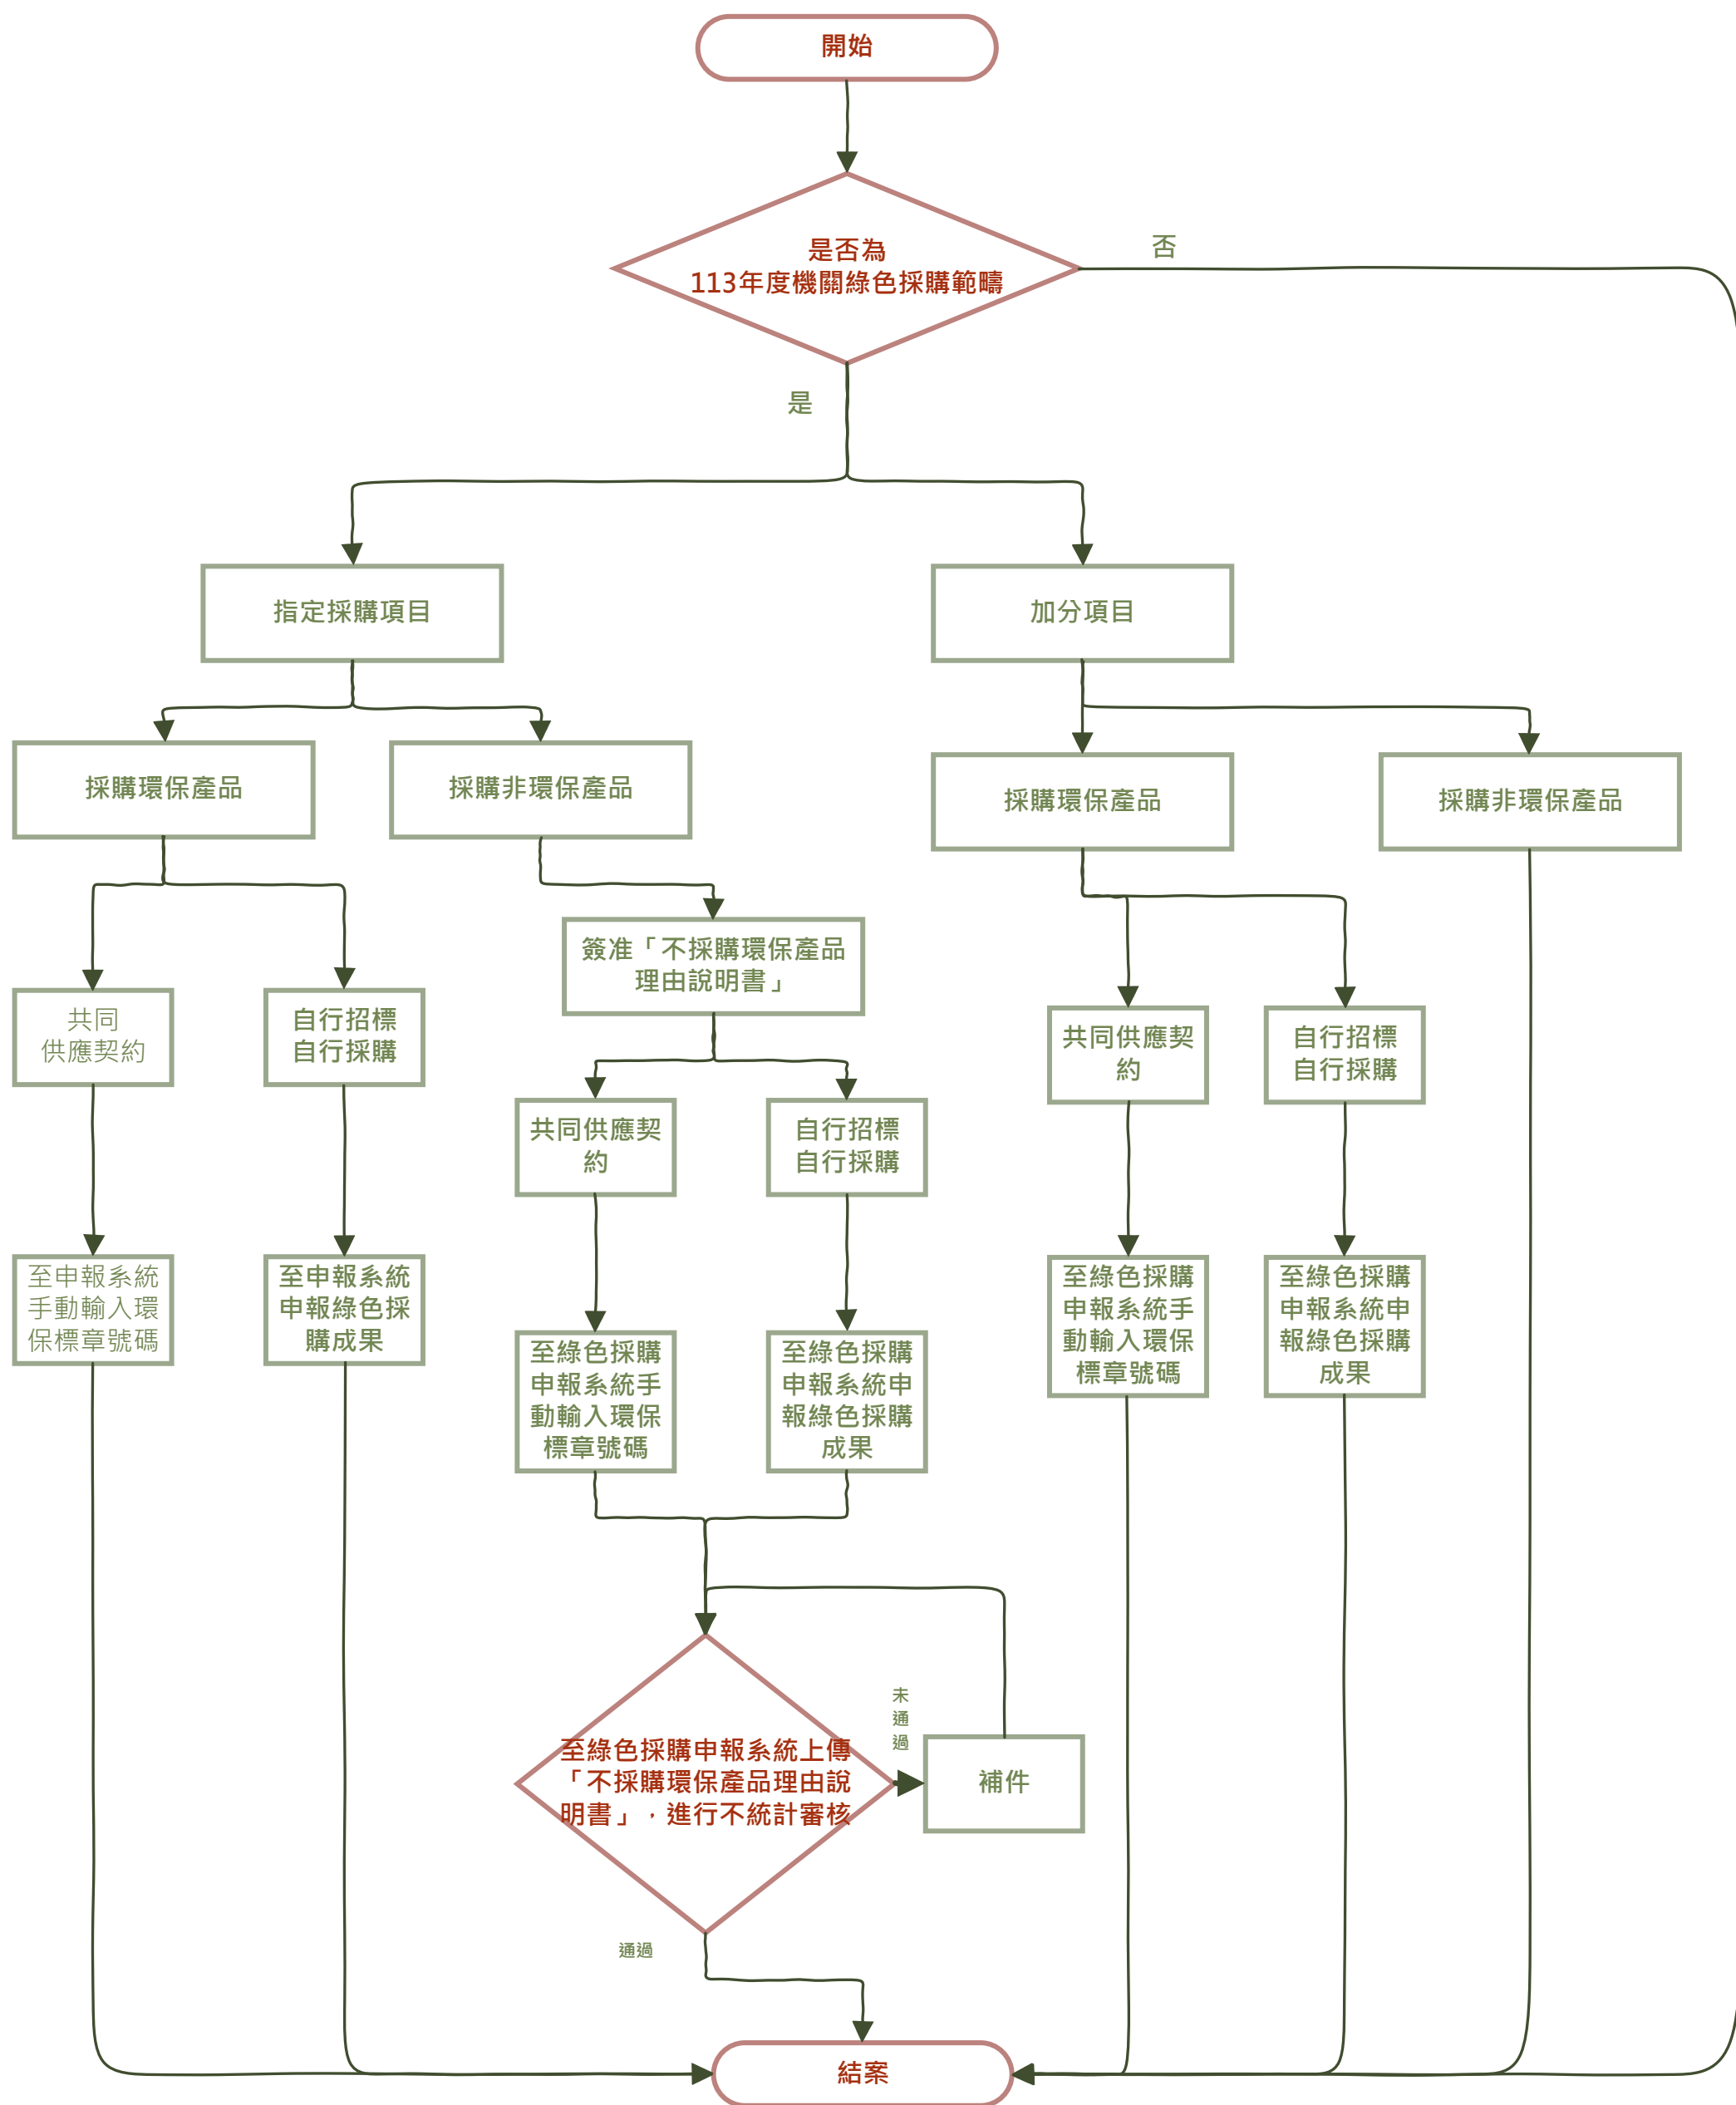 開始
是否為
113年度機關綠色採購範疇
否
是
指定採購項目
加分項目
採購環保產品
採購非環保產品
採購環保產品
採購非環保產品
簽准「不採購環保產品
理由說明書」
共同
供應契約
自行招標
自行採購
共同供應契
約
自行招標
自行採購
共同供應契
約
自行招標
自行採購
至申報系統
手動輸入環
保標章號碼
至申報系統
申報綠色採
購成果
至綠色採購
申報系統手
動輸入環保
標章號碼
至綠色採購
申報系統申
報綠色採購
成果
至綠色採購
申報系統手
動輸入環保
標章號碼
至綠色採購
申報系統申
報綠色採購
成果
未
通
過
至綠色採購申報系統上傳
「不採購環保產品理由說
明書」，進行不統計審核
補件
通過
結案